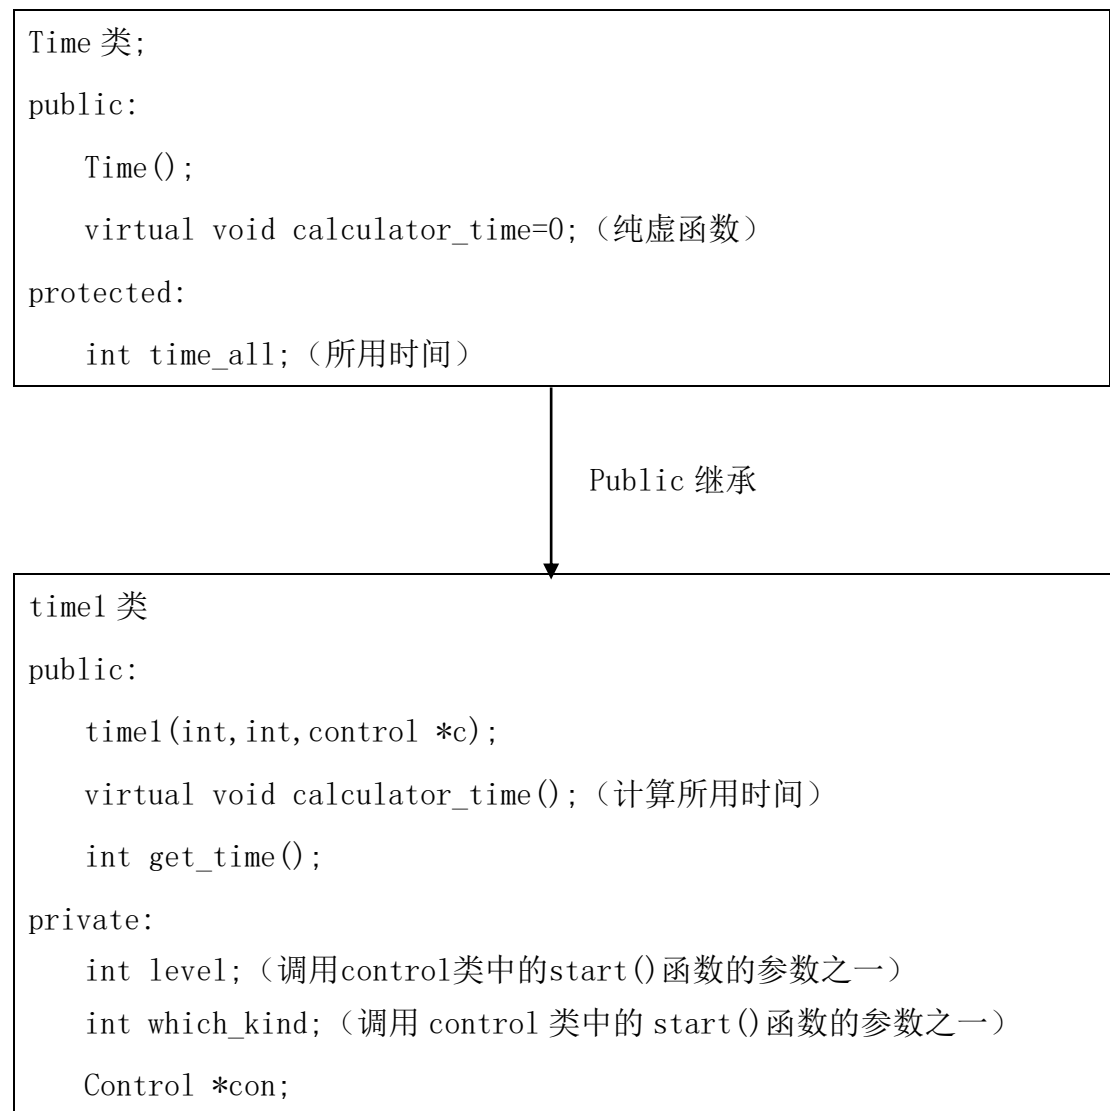 Time 类;
public:
Time();
virtual void calculator_time=0;（纯虚函数）
protected:
int time_all;（所用时间）
Public 继承
time1 类
public:
time1(int,int,control *c);
virtual void calculator_time();（计算所用时间）
int get_time();
private:
int level;（调用control类中的start()函数的参数之一）
int which_kind;（调用 control 类中的 start()函数的参数之一）
Control *con;